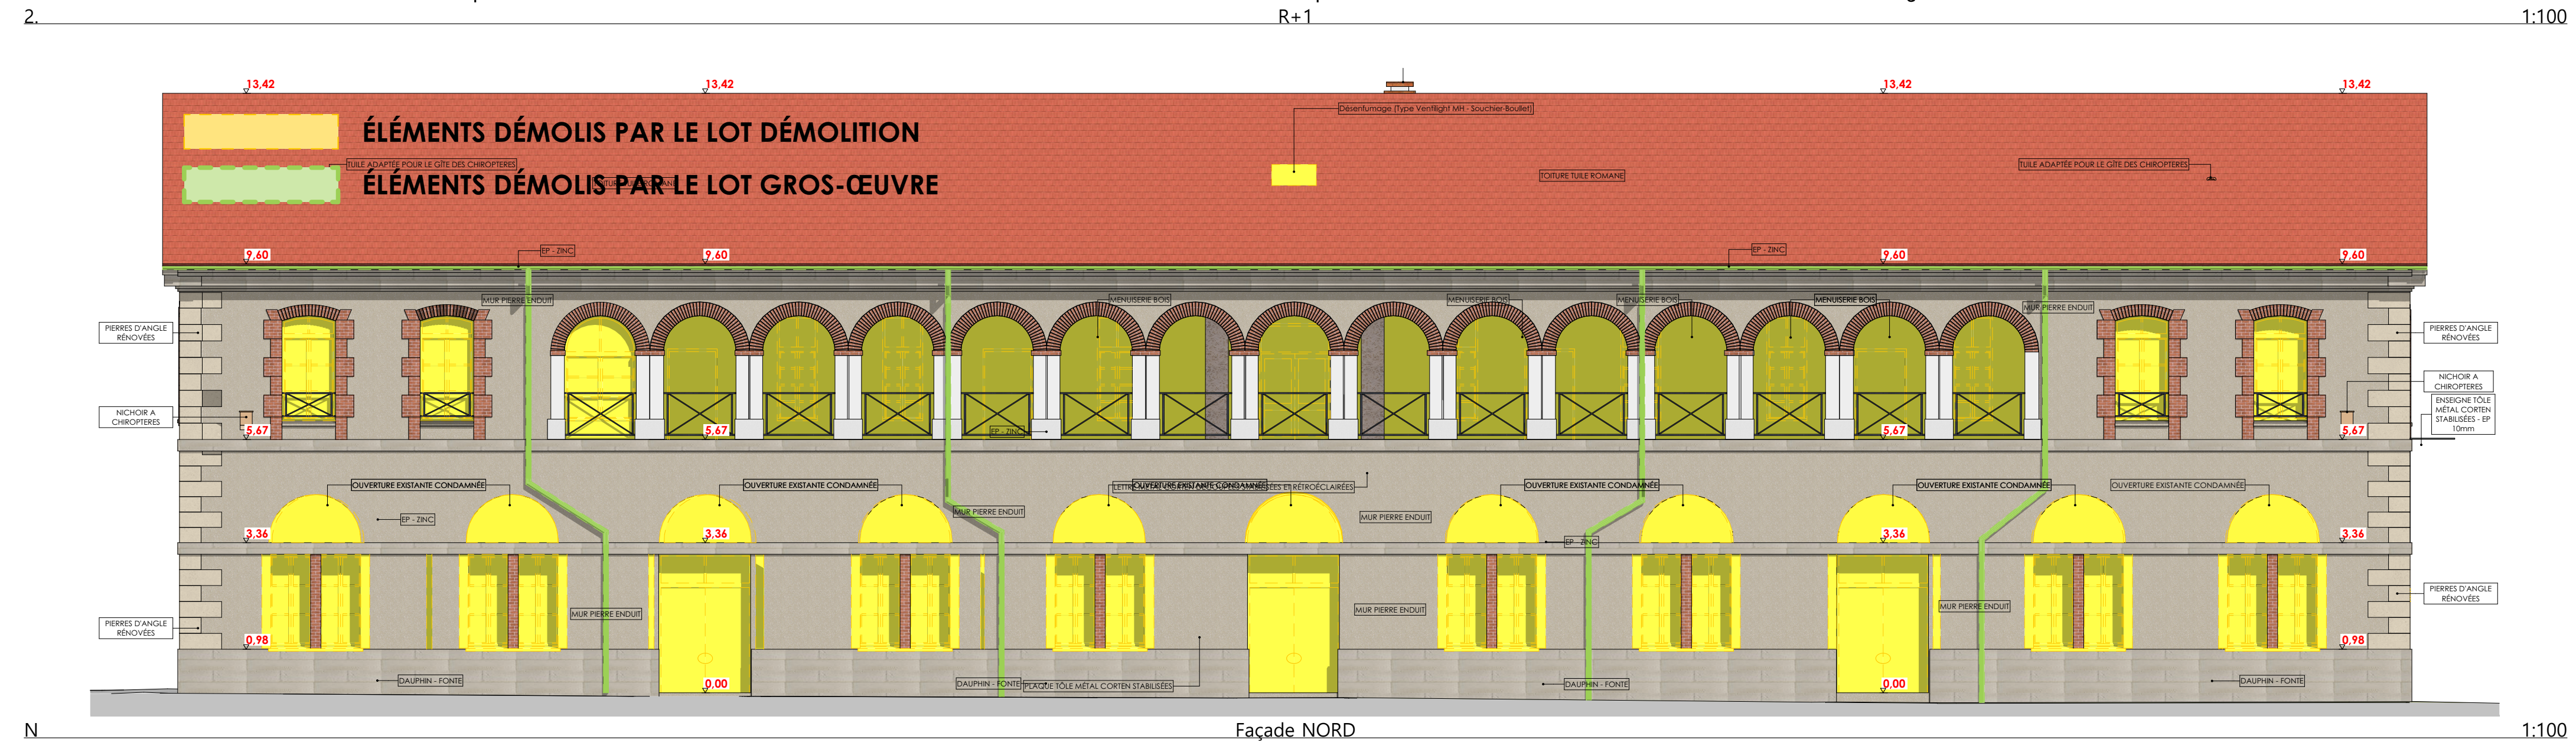 2.
R+1
1:100
13,42
13,42
13,42
13,42
Désenfumage (Type Ventilight MH - Souchier-Boullet)
ÉLÉMENTS DÉMOLIS PAR LE LOT DÉMOLITION
TUILE ADAPTÉE POUR LE GÎTE DES CHIROPTERES
TUILE ADAPTÉE POUR LE GÎTE DES CHIROPTERES
TOITURE TUILE ROMANE
ÉLÉMENTS DÉMOLIS PAR LE LOT GROS-ŒUVRE
EP - ZINC
EP - ZINC
9,60
9,60
9,60
9,60
MUR PIERRE ENDUIT
MENUISERIE BOIS
MENUISERIE BOIS
MENUISERIE BOIS
MENUISERIE BOIS
MUR PIERRE ENDUIT
PIERRES D'ANGLE
RÉNOVÉES
PIERRES D'ANGLE
RÉNOVÉES
NICHOIR A
CHIROPTERES
NICHOIR A
CHIROPTERES
ENSEIGNE TÔLE
MÉTAL CORTEN
STABILISÉES - EP
10mm
5,67
5,67
EP - ZINC
5,67
5,67
OUVERTURE EXISTANTE CONDAMNÉE
OUVERTURE EXISTANTE CONDAMNÉE
OUVERTURE EXISTANTE CONDAMNÉE
OUVERTURE EXISTANTE CONDAMNÉE
OUVERTURE EXISTANTE CONDAMNÉE
OUVERTURE EXISTANTE CONDAMNÉE
EP - ZINC
MUR PIERRE ENDUIT
MUR PIERRE ENDUIT
3,36
3,36
EP - ZINC
3,36
3,36
PIERRES D'ANGLE
RÉNOVÉES
MUR PIERRE ENDUIT
MUR PIERRE ENDUIT
MUR PIERRE ENDUIT
PIERRES D'ANGLE
RÉNOVÉES
0,98
0,98
DAUPHIN - FONTE
0,00
DAUPHIN - FONTE
PLAQUE TÔLE MÉTAL CORTEN STABILISÉES
DAUPHIN - FONTE
0,00
DAUPHIN - FONTE
N
Façade NORD
1:100